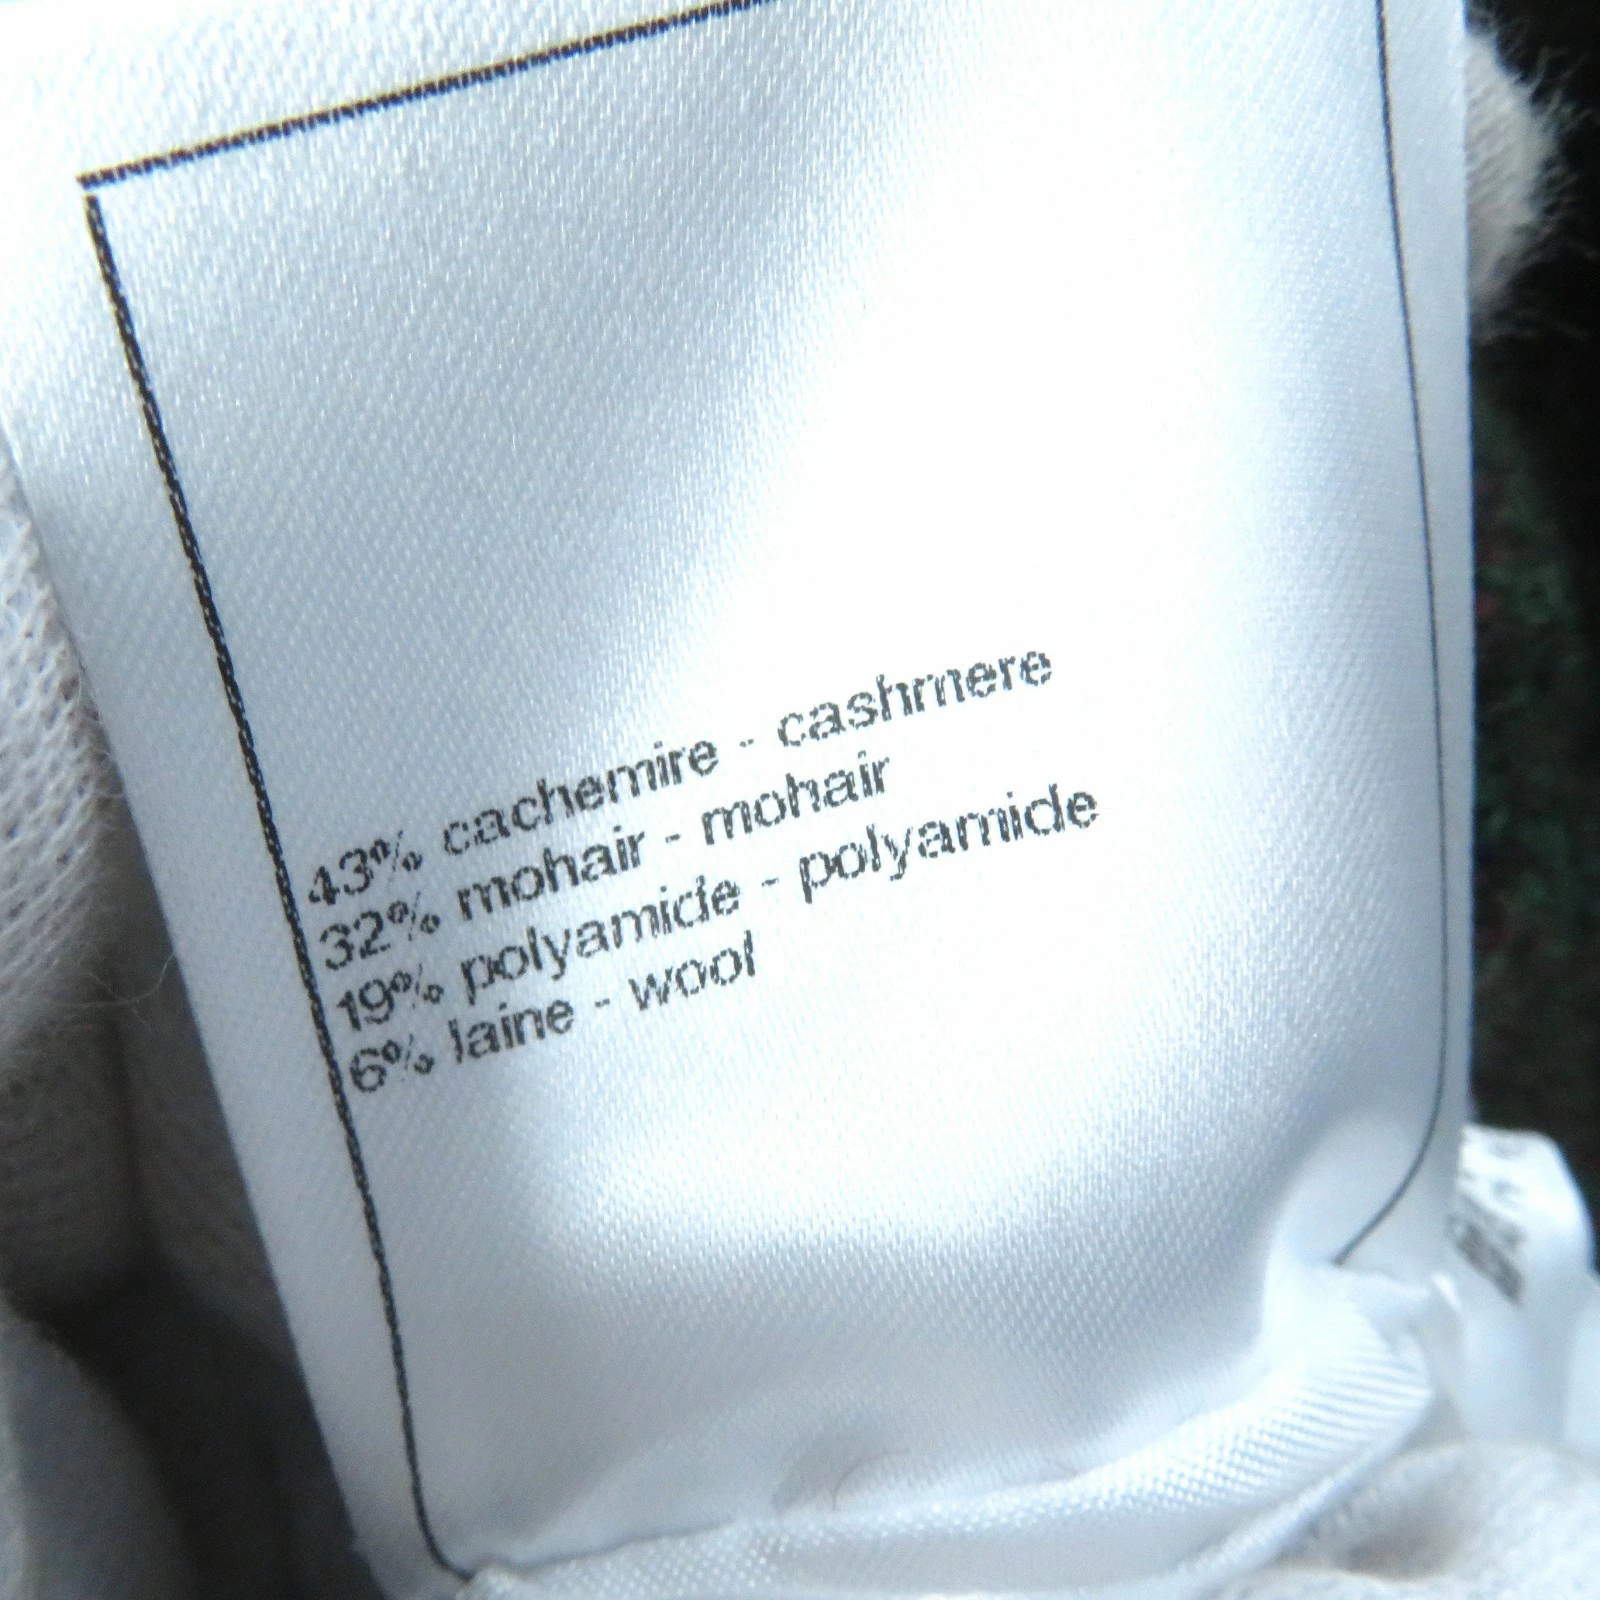 43% cachemire - cashmere
32% mohair - mohair
19% polyamide - polyamide
6% laine - wool